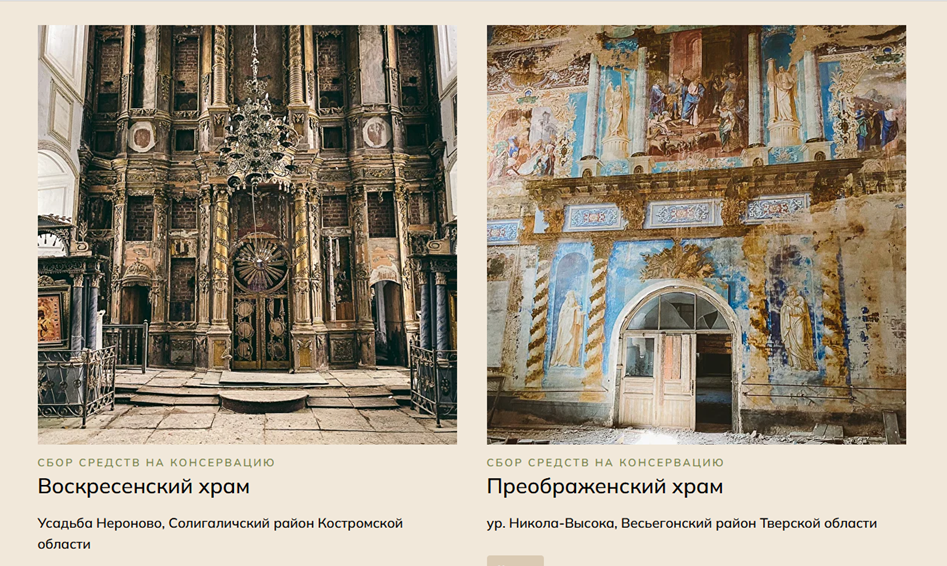 СБОР СРЕДСТВ НА КОНСЕРВАЦИЮ
Воскресенский храм
Усадьба Нероново, Солигаличский район Костромской
области
СБОР СРЕДСТВ НА КОНСЕРВАЦИЮ
Преображенский храм
ур. Никола-Высока, Весьегонский район Тверской области